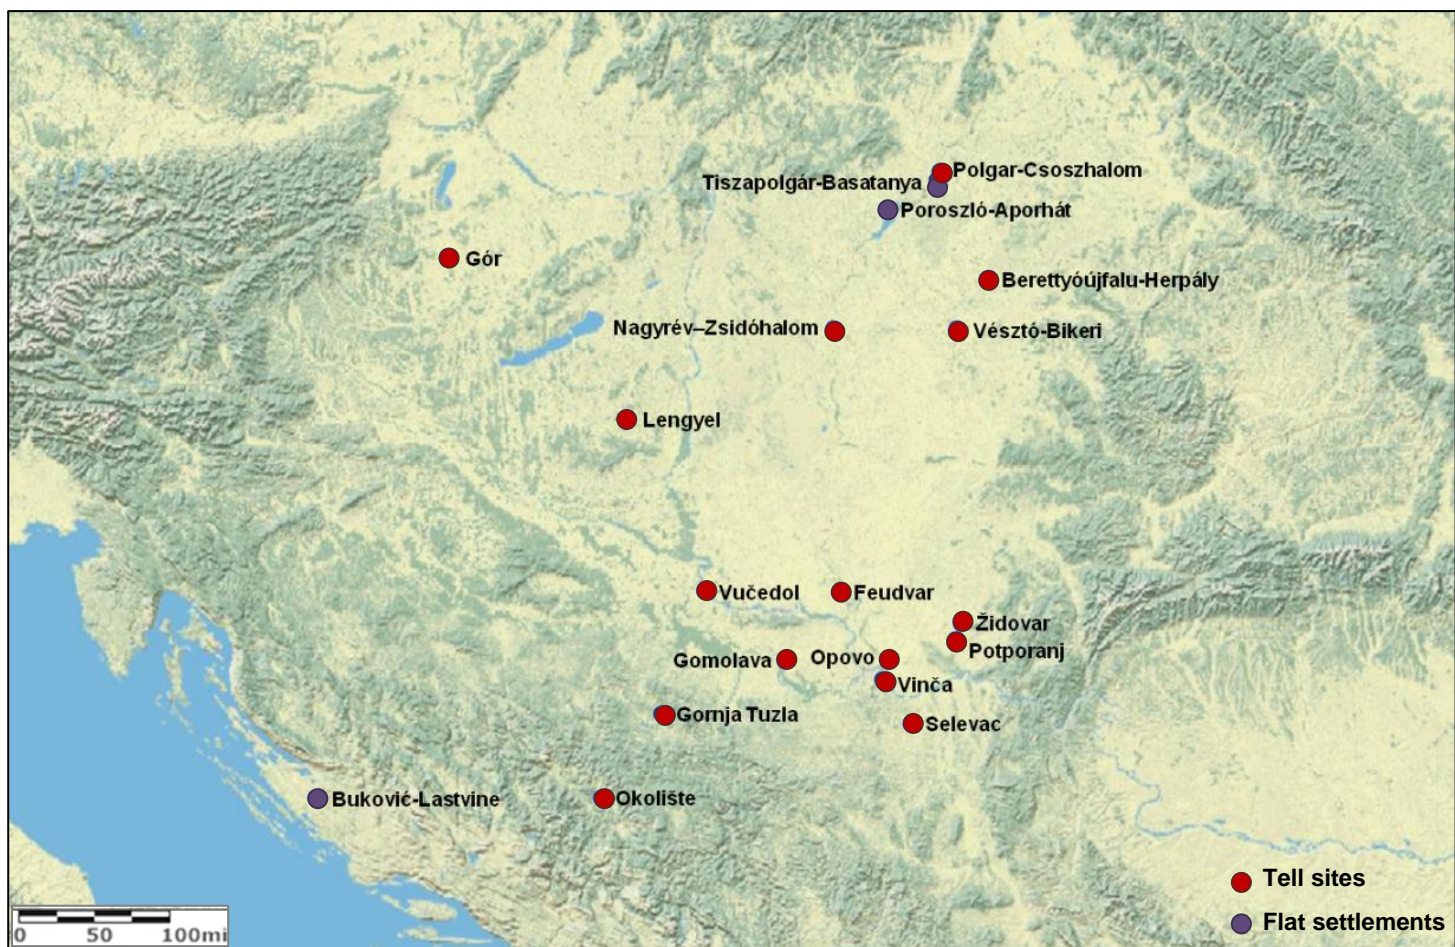 Polgar-Csoszhalom
Tiszapolgár-Basatanya
Poroszló-Aporhát
Gór
Berettyóújfalu-Herpály
Nagyrév–Zsidóhalom
Vésztó-Bikeri
Lengyel
Vučedol
Feudvar
Židovar
Potporanj
Gomolava
Opovo
Vinča
Gornja Tuzla
Selevac
Buković-Lastvine
Okolište
Tell sites
Flat settlements
0 50 100mi